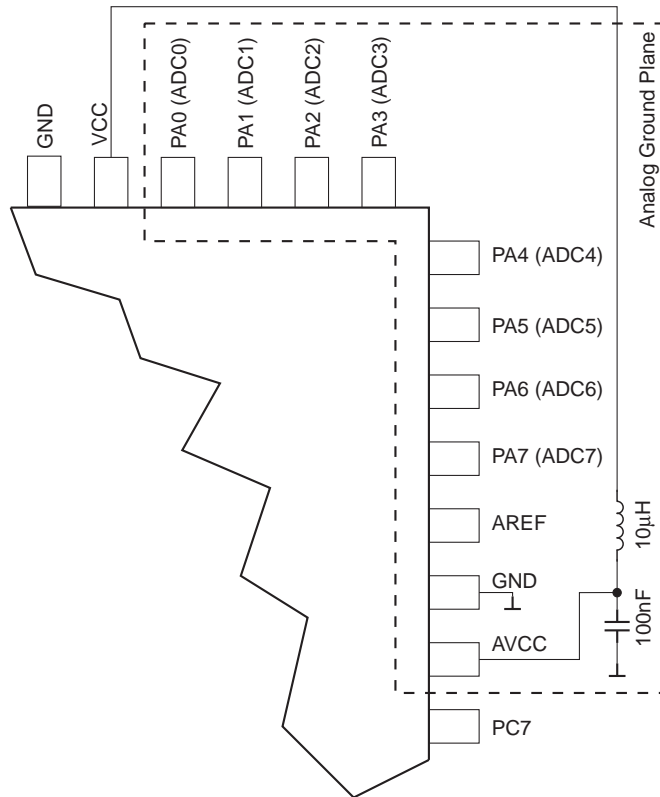 GND
VCC
PA0 (ADC0)
PA1 (ADC1)
PA2 (ADC2)
PA3 (ADC3)
Analog Ground Plane
PA4 (ADC4)
PA5 (ADC5)
PA6 (ADC6)
PA7 (ADC7)
AREF
10µH
GND
AVCC
100nF
PC7